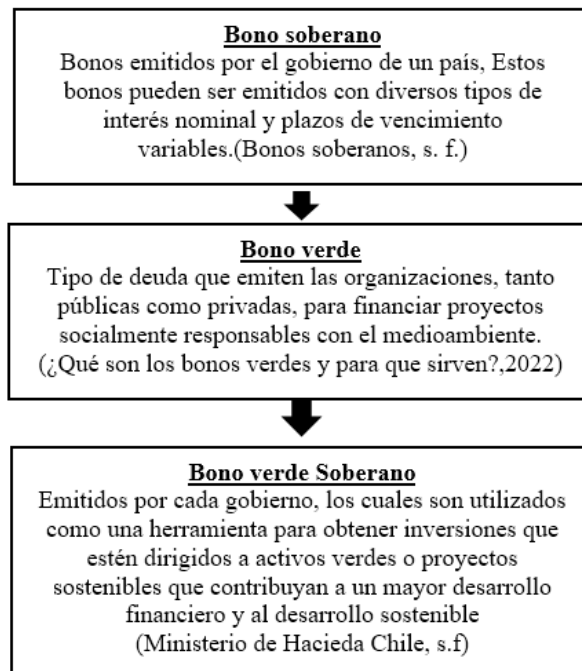 Bono soberano
Bonos emitidos por el gobierno de un país, Estos
bonos pueden ser emitidos con diversos tipos de
interés nominal y plazos de vencimiento
variables.(Bonos soberanos, s. f.)
Bono verde
Tipo de deuda que emiten las organizaciones, tanto
públicas como privadas, para financiar proyectos
socialmente responsables con el medioambiente.
(¿Qué son los bonos verdes y para que sirven?,2022)
Bono verde Soberano
Emitidos por cada gobierno, los cuales son utilizados
como una herramienta para obtener inversiones que
estén dirigidos a activos verdes o proyectos
sostenibles que contribuyan a un mayor desarrollo
financiero y al desarrollo sostenible
(Ministerio de Hacieda Chile, s.f)